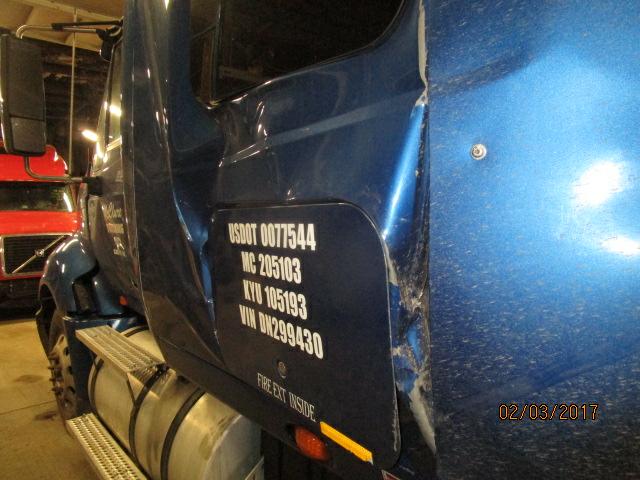 USDOT 0077544
MC 205103
KYU 105193
VIN DN299430
FIRE EXT INSIDE
02/03/2017